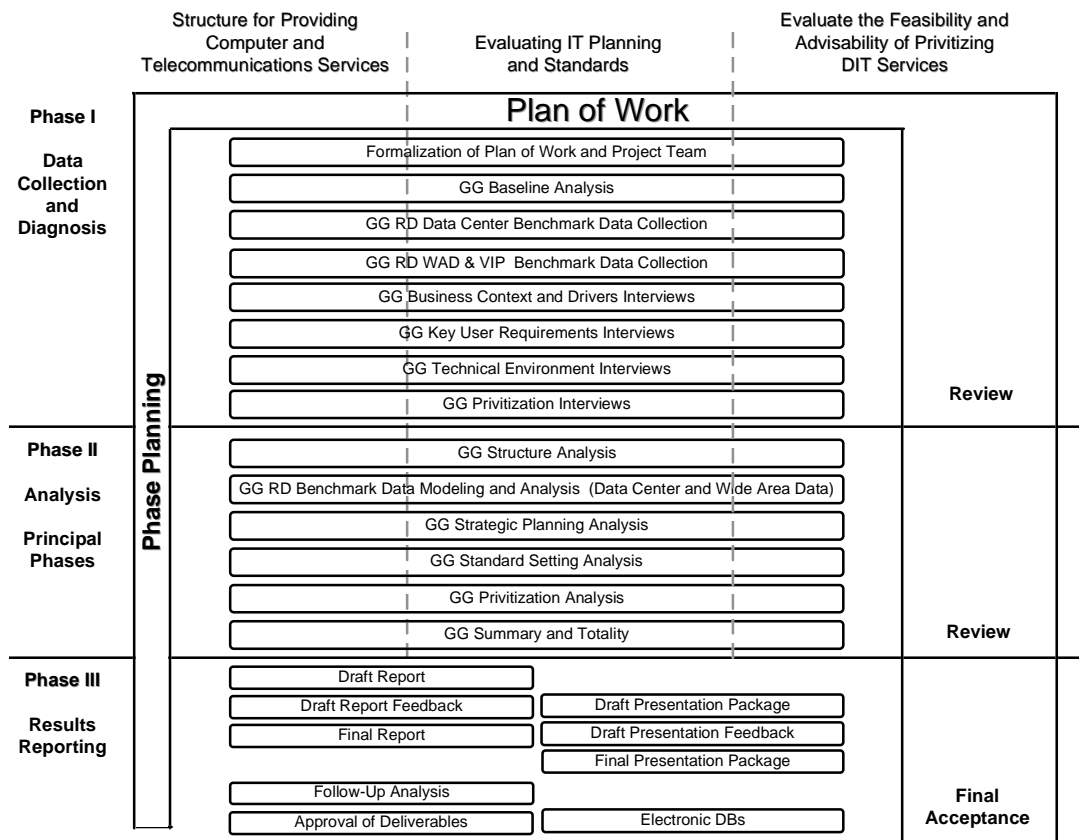 Structure for Providing
Computer and
Telecommunications Services
Evaluating IT Planning
and Standards
Evaluate the Feasibility and
Advisability of Privitizing
DIT Services
Plan of Work
Phase Planning
Phase I
Data
Collection
and
Diagnosis
Formalization of Plan of Work and Project Team
GG Baseline Analysis
GG RD Data Center Benchmark Data Collection
GG RD WAD & VIP Benchmark Data Collection
GG Business Context and Drivers Interviews
GG Key User Requirements Interviews
GG Technical Environment Interviews
GG Privitization Interviews
Review
Phase II
Analysis
Principal
Phases
GG Structure Analysis
GG RD Benchmark Data Modeling and Analysis (Data Center and Wide Area Data)
GG Strategic Planning Analysis
GG Standard Setting Analysis
GG Privitization Analysis
GG Summary and Totality
Review
Phase III
Results
Reporting
Draft Report
Draft Report Feedback
Final Report
Follow-Up Analysis
Approval of Deliverables
Draft Presentation Package
Draft Presentation Feedback
Final Presentation Package
Electronic DBs
Final
Acceptance